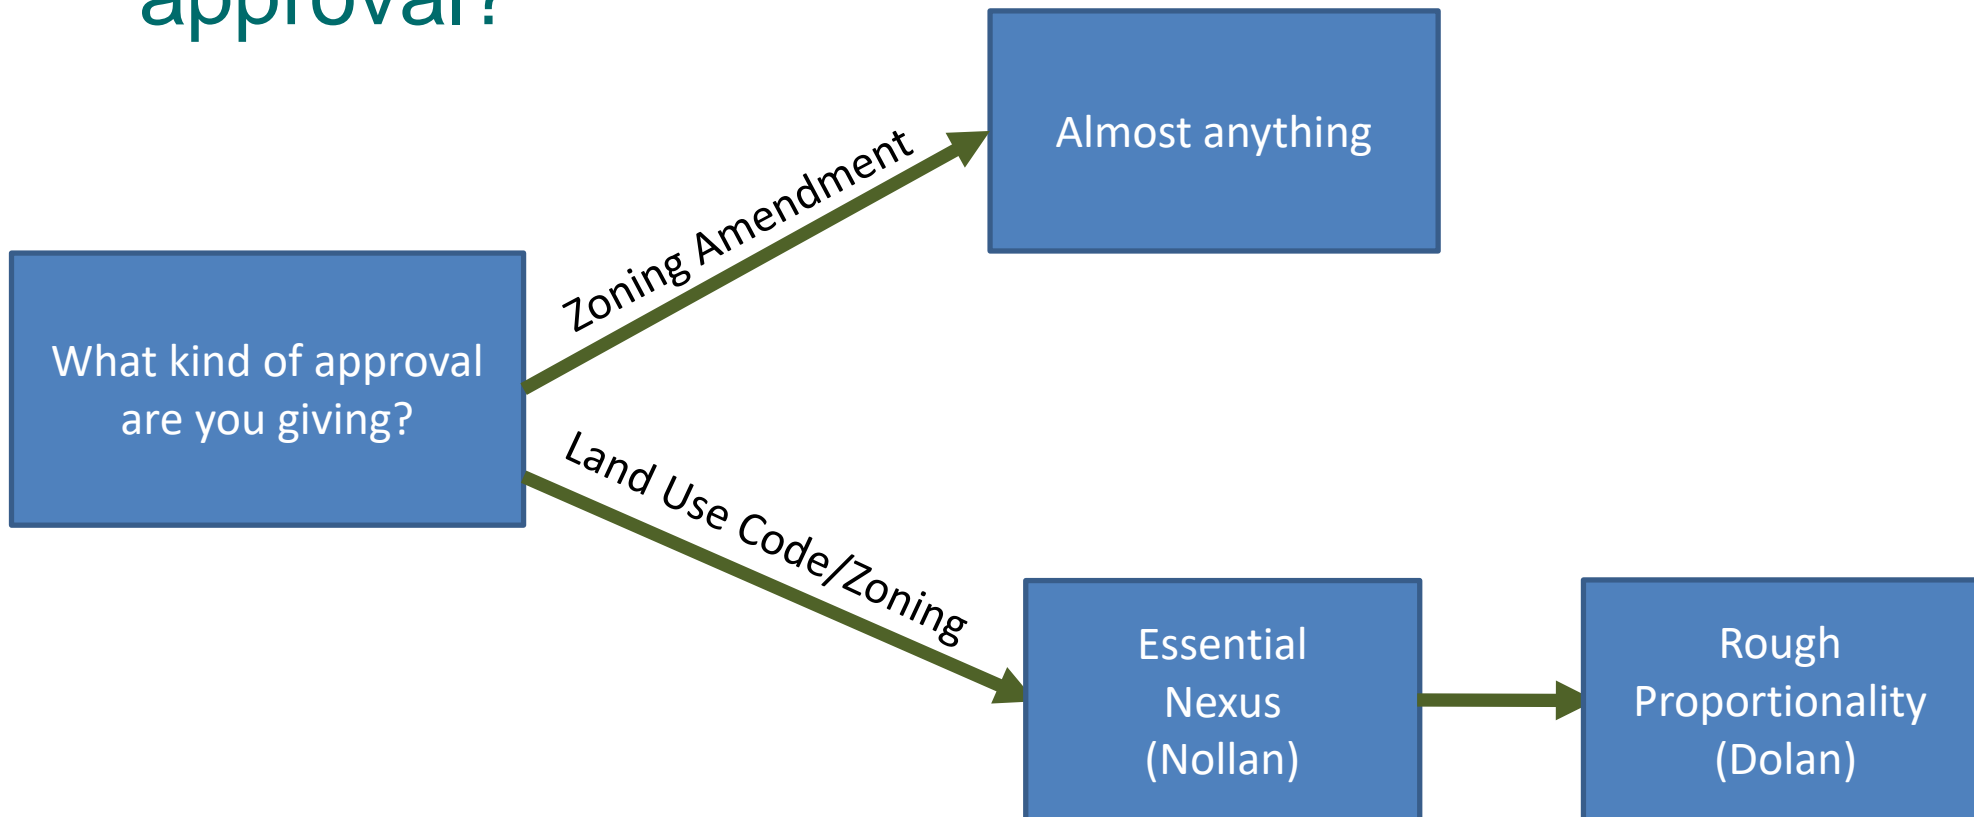 approval?
Almost anything
Zoning Amendment
What kind of approval
are you giving?
Land Use Code/Zoning
Essential
Nexus
(Nollan)
Rough
Proportionality
(Dolan)